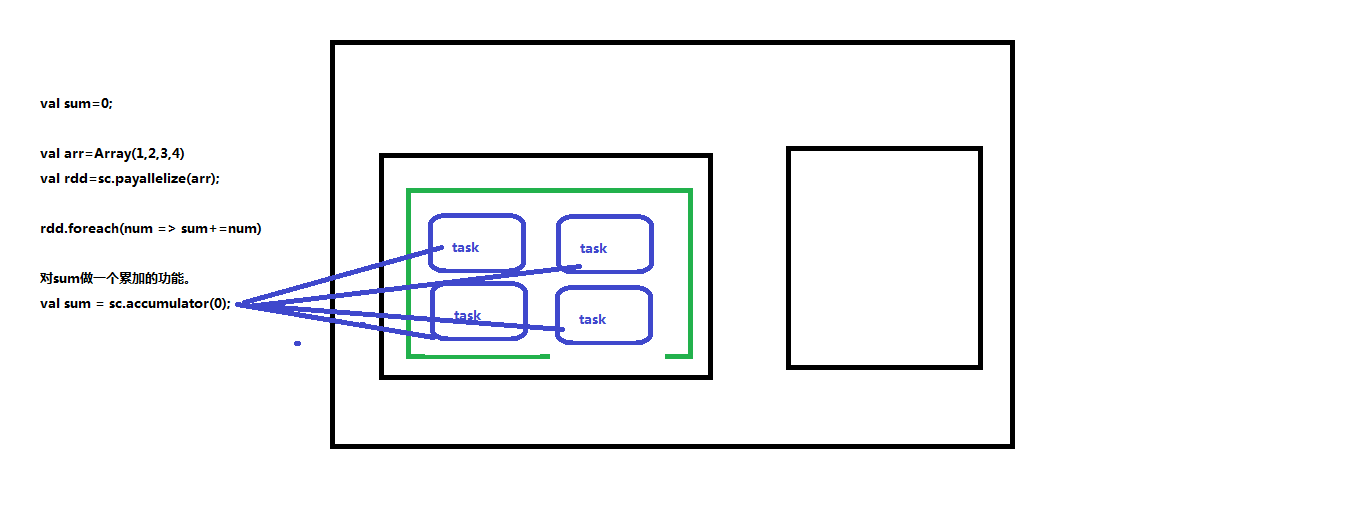 val sum=0;
val arr=Array(1,2,3,4)
val rdd=sc.payallelize(arr);
rdd.foreach(num => sum+=num)
对sum做一个累加的功能。
val sum = sc.accumulator(0);
task
task
task
task